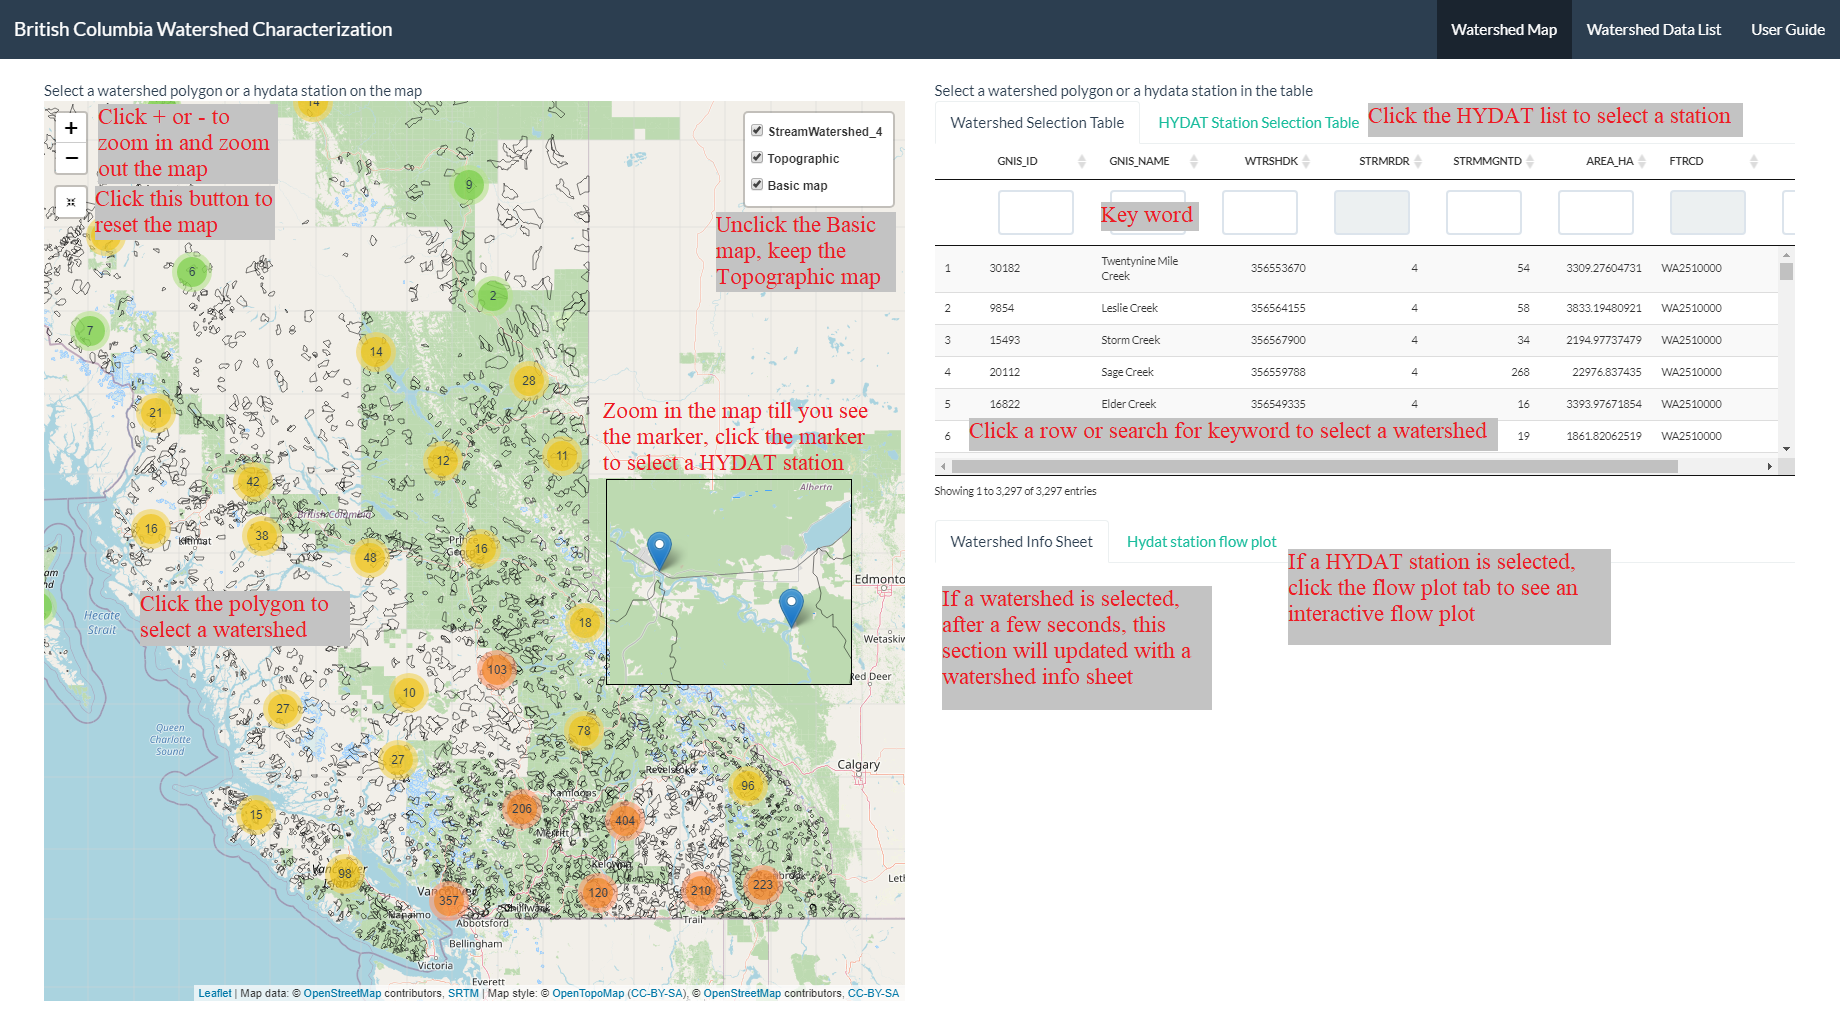 British Columbia Watershed Characterization
Watershed Map
Watershed Data List
User Guide
Select a watershed polygon or a hydata station on the map
+
−
Click + or - to
zoom in and zoom
out the map
Click this button to
reset the map
StreamWatershed_4
Topographic
Basic map
Unclick the Basic
map, keep the
Topographic map
14
9
6
2
7
14
28
21
Zoom in the map till you see
the marker, click the marker
to select a HYDAT station
12
11
42
Alberta
British Columbia
16
38
Kitimat
48
Prince
George
16
Edmonto
Hecate
Strait
Click the polygon to
select a watershed
18
Wetaskiw
103
Red Deer
10
27
Queen
Charlotte
Sound
78
27
Revelstoke
Calgary
96
Kamloops
15
206
404
Merritt
98
Kelowna
Leth
Vancouver
357
120
210
223
Nanaimo
Chilliwack
Trail
Abbotsford
Bellingham
Victoria
Everett
Leaflet | Map data: © OpenStreetMap contributors, SRTM | Map style: © OpenTopoMap (CC-BY-SA), © OpenStreetMap contributors, CC-BY-SA
Select a watershed polygon or a hydata station in the table
Watershed Selection Table
HYDAT Station Selection Table
Click the HYDAT list to select a station
GNIS_ID GNIS_NAME WTRSHDK STRMRDR STRMMGNTD AREA_HA FTRCD
Key word
1 30182 Twentynine Mile Creek 356553670 4 54 3309.27604731 WA2510000
2 9854 Leslie Creek 356564155 4 58 3833.19480921 WA2510000
3 15493 Storm Creek 356567900 4 34 2194.97737479 WA2510000
4 20112 Sage Creek 356559788 4 268 22976.837435 WA2510000
5 16822 Elder Creek 356549335 4 16 3393.97671854 WA2510000
6 19 1861.82062519 WA2510000
Click a row or search for keyword to select a watershed
Showing 1 to 3,297 of 3,297 entries
Watershed Info Sheet
Hydat station flow plot
If a HYDAT station is selected,
click the flow plot tab to see an
interactive flow plot
If a watershed is selected,
after a few seconds, this
section will updated with a
watershed info sheet